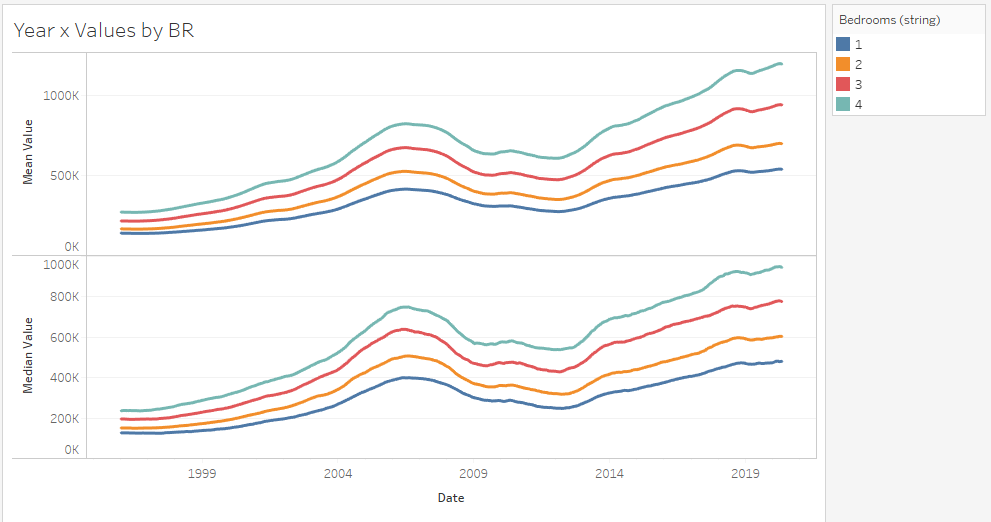 Year x Values by BR
Bedrooms (string)
1
2
3
4
Mean Value
1000K
500K
0K
Median Value
1000K
800K
600K
400K
200K
0K
1999 2004 2009 2014 2019
Date